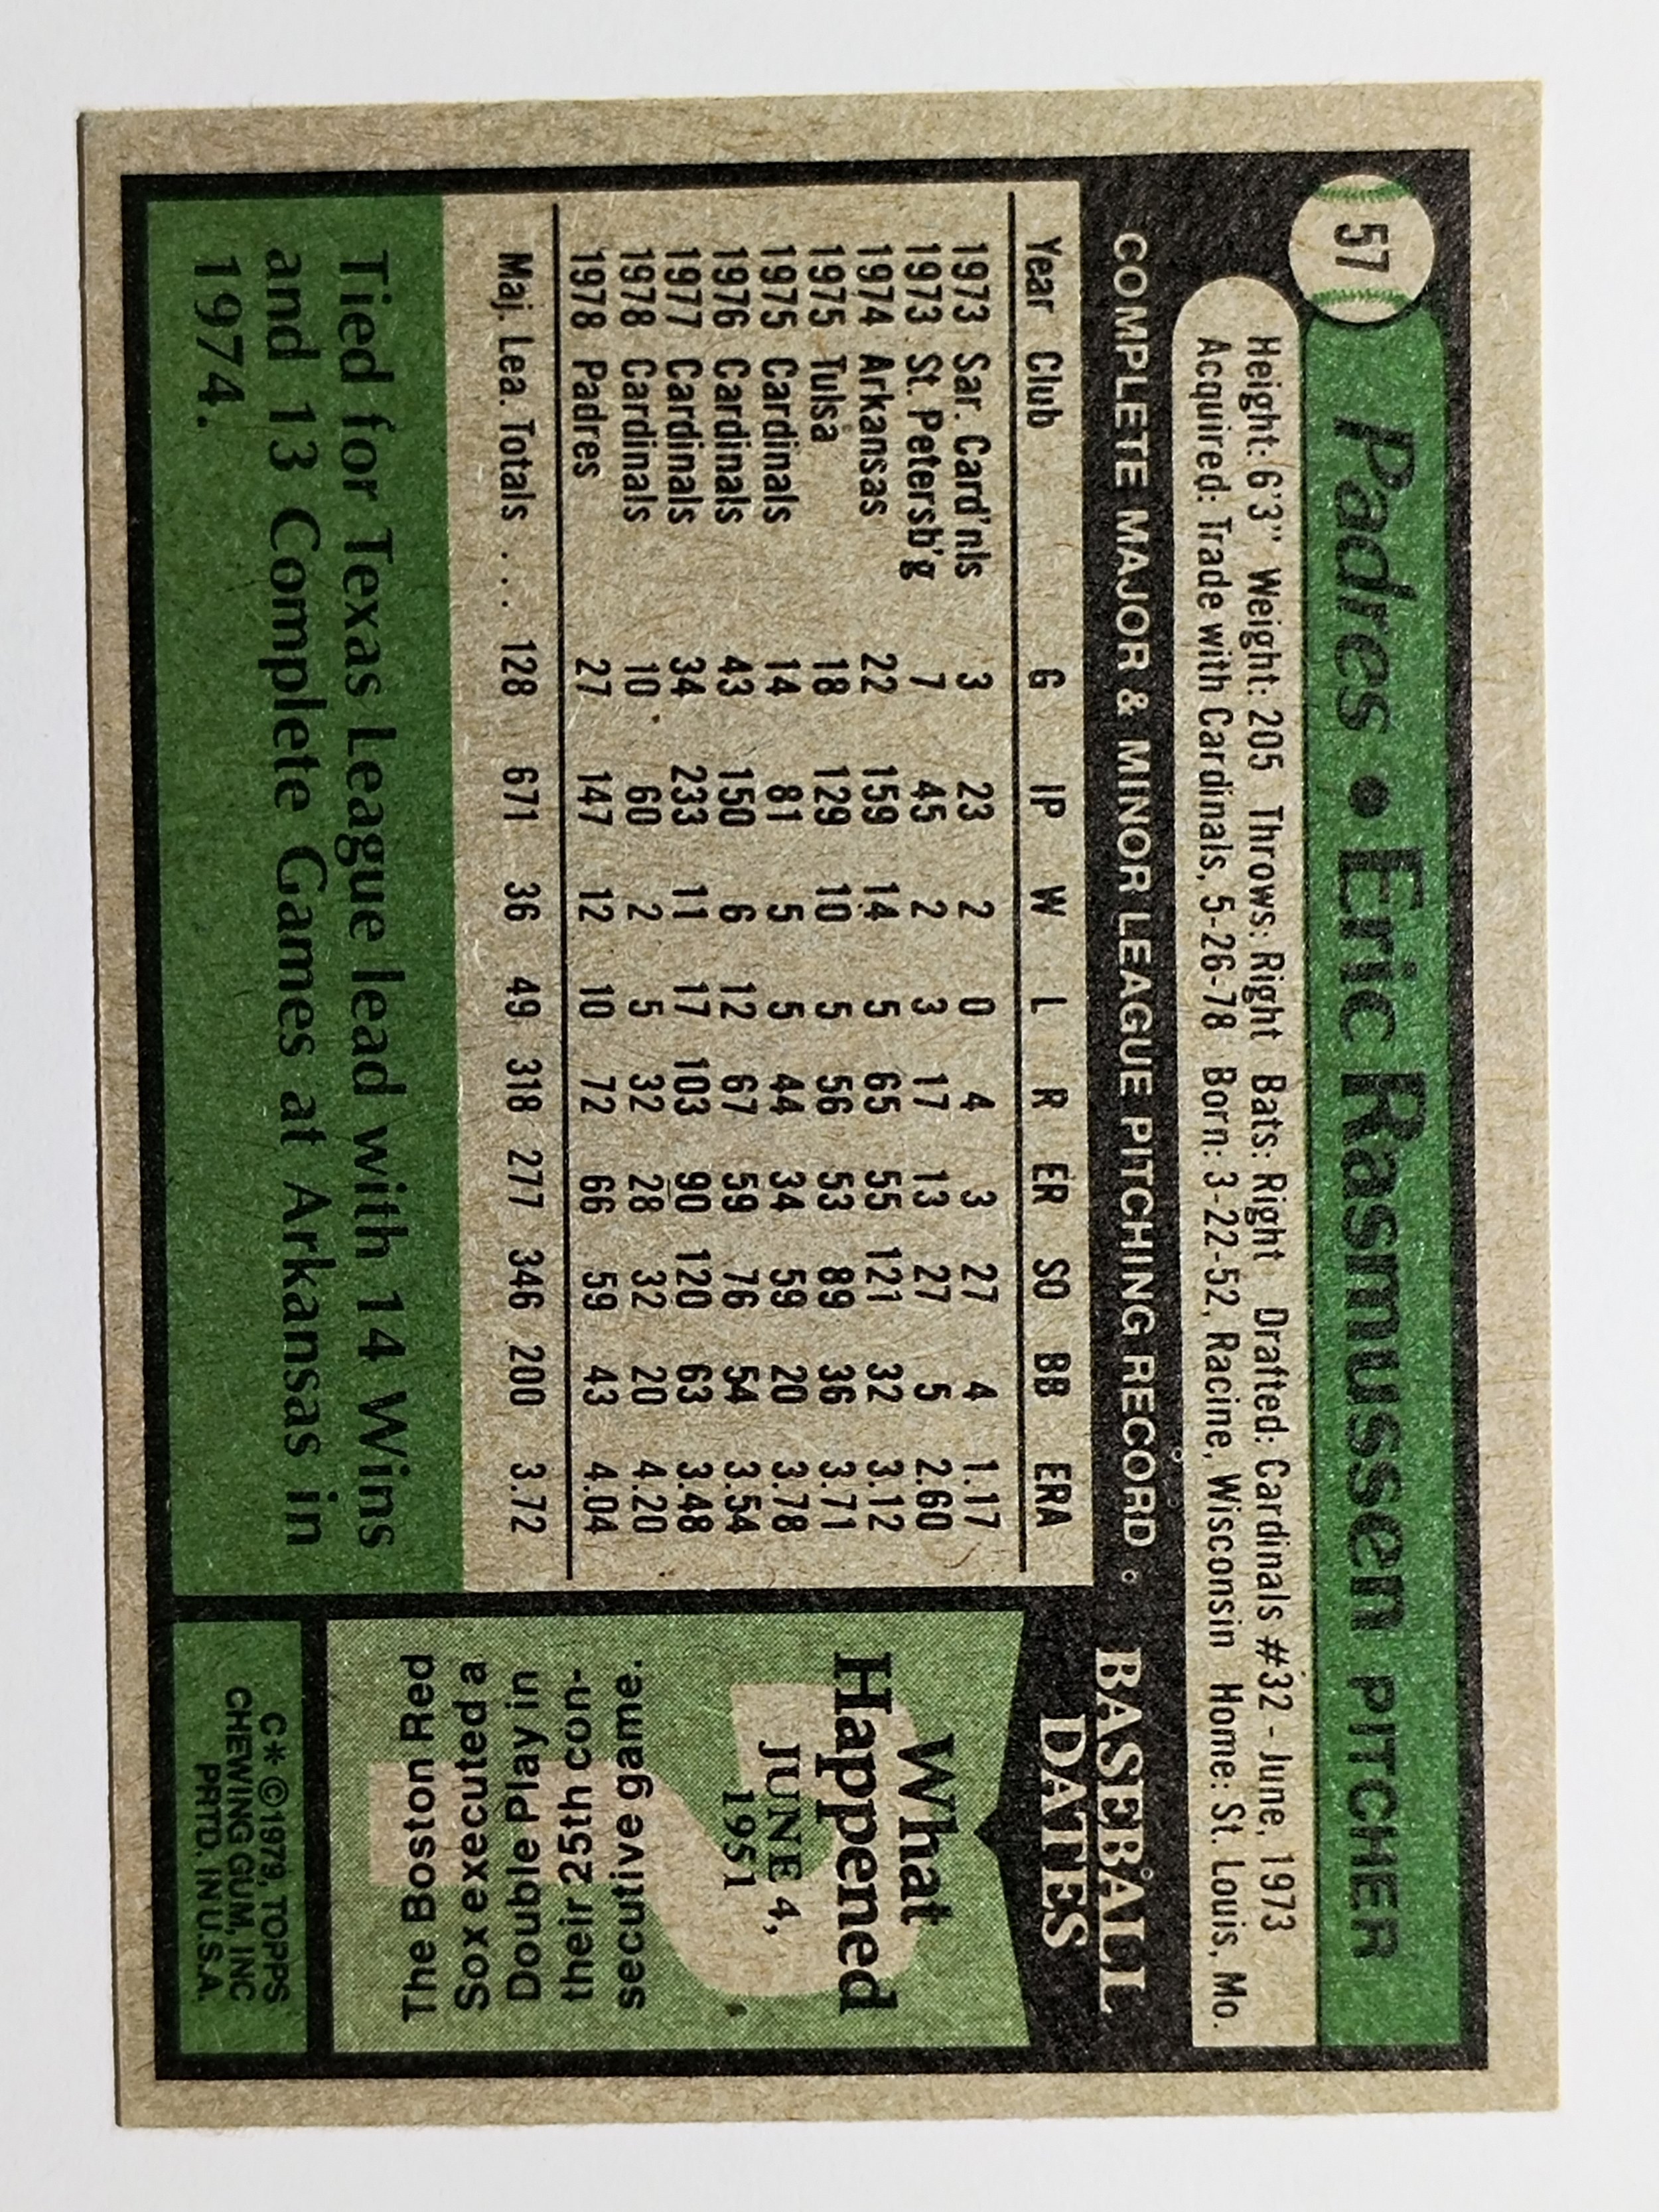 57 Padres • Eric Rasmussen PITCHER
Height: 6'3" Weight: 205 Throws: Right Bats: Right Drafted: Cardinals #32 - June, 1973
Acquired: Trade with Cardinals, 5-26-78 Born: 3-22-52, Racine, Wisconsin Home: St. Louis, Mo.
COMPLETE MAJOR & MINOR LEAGUE PITCHING RECORD
Year Club G IP W L R ER SO BB ERA
1973 Sar. Card'nls 3 23 2 0 4 3 27 4 1.17
1973 St. Petersb'g 7 45 2 3 17 13 27 5 2.60
1974 Arkansas 22 159 14 5 65 55 121 32 3.12
1975 Tulsa 18 129 10 5 56 53 89 36 3.71
1975 Cardinals 14 81 5 5 44 34 59 20 3.78
1976 Cardinals 43 150 6 12 67 59 76 54 3.54
1977 Cardinals 34 233 11 17 103 90 120 63 3.48
1978 Cardinals 10 60 2 5 32 28 32 20 4.20
1978 Padres 27 147 12 10 72 66 59 43 4.04
Maj. Lea. Totals . . . 128 671 36 49 318 277 346 200 3.72
Tied for Texas League lead with 14 Wins
and 13 Complete Games at Arkansas in
1974.
BASEBALL
DATES
What
Happened
JUNE 4,
1951
The Boston Red
Sox executed a
Double Play in
their 25th con-
secutive game.
C* ©1979, TOPPS
CHEWING GUM, INC
PRTD. IN U.S.A.